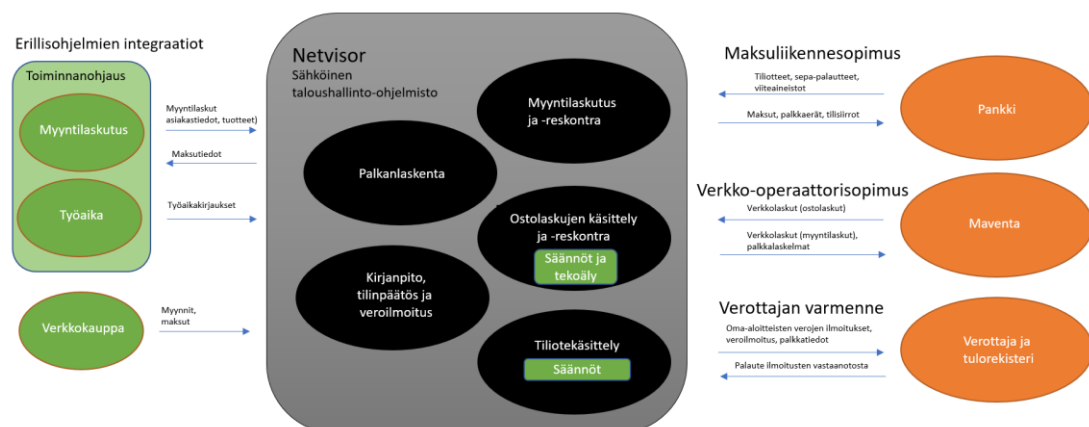 Erillisohjelmien integraatiot
Toiminnanohjaus
Myyntilaskutus
Työaika
Verkkokauppa
Myyntilaskut
asiakastiedot, tuotteet)
Maksutiedot
Työaikakirjaukset
Myynnit,
maksut
Netvisor
Sähköinen
taloushallinto-ohjelmisto
Myyntilaskutus
ja -reskontra
Palkanlaskenta
Ostolaskujen käsittely
ja -reskontra
Säännöt ja
tekoäly
Kirjanpito,
tilinpäätös ja
veroilmoitus
Tiliotekäsittely
Säännöt
Maksuliikennesopimus
Tiliotteet, sepa-palautteet,
viiteaineistot
Maksut, palkkaerät, tilisiirrot
Pankki
Verkko-operaattorisopimus
Verkkolaskut (ostolaskut)
Verkkolaskut (myyntilaskut),
palkkalaskelmat
Maventa
Verottajan varmenne
Oma-aloitteisten verojen ilmoitukset,
veroilmoitus, palkkatiedot
Palaute ilmoitusten vastaanotosta
Verottaja ja
tulorekisteri